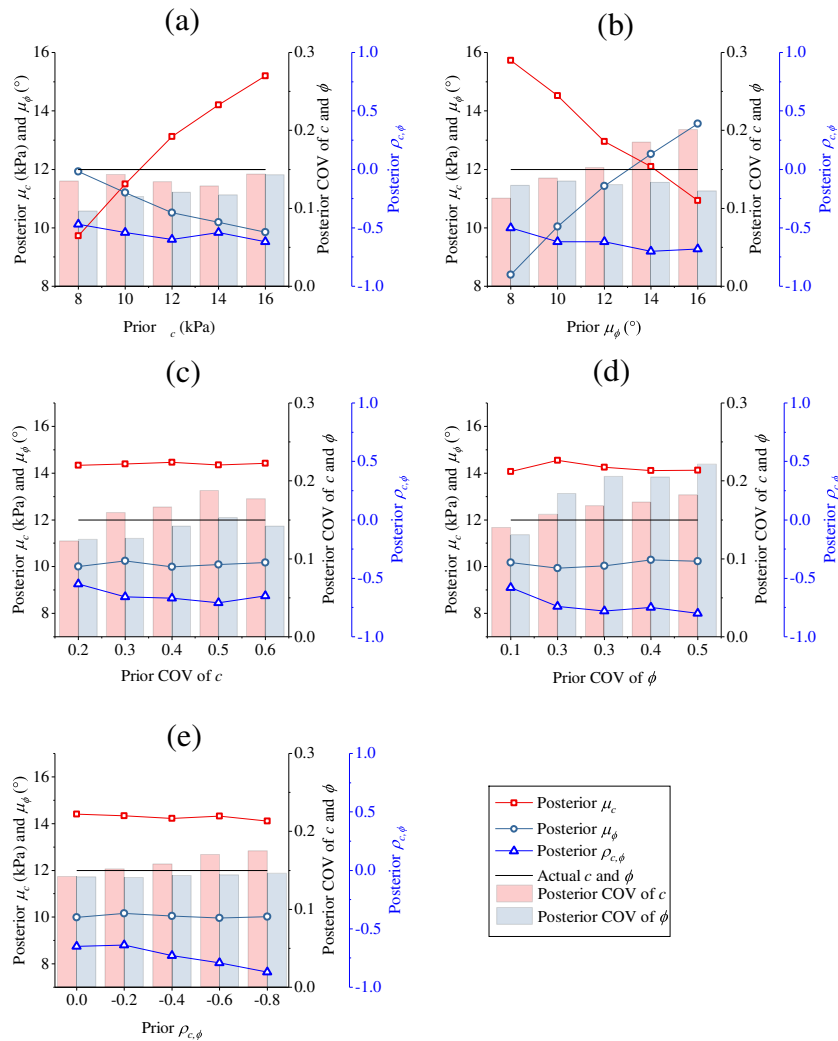 (a)
16
14
12
10
8
Posterior μc (kPa) and μϕ (°)
0.3
0.2
0.1
0.0
Posterior COV of c and ϕ
1.0
0.5
0.0
-0.5
-1.0
Posterior ρc,ϕ
8 10 12 14 16
Prior c (kPa)
(b)
16
14
12
10
8
Posterior μc (kPa) and μϕ (°)
0.3
0.2
0.1
0.0
Posterior COV of c and ϕ
1.0
0.5
0.0
-0.5
-1.0
Posterior ρc,ϕ
8 10 12 14 16
Prior μϕ (°)
(c)
16
14
12
10
8
Posterior μc (kPa) and μϕ (°)
0.3
0.2
0.1
0.0
Posterior COV of c and ϕ
1.0
0.5
0.0
-0.5
-1.0
Posterior ρc,ϕ
0.2 0.3 0.4 0.5 0.6
Prior COV of c
(d)
16
14
12
10
8
Posterior μc (kPa) and μϕ (°)
0.3
0.2
0.1
0.0
Posterior COV of c and ϕ
1.0
0.5
0.0
-0.5
-1.0
Posterior ρc,ϕ
0.1 0.3 0.3 0.4 0.5
Prior COV of ϕ
(e)
16
14
12
10
8
Posterior μc (kPa) and μϕ (°)
0.3
0.2
0.1
0.0
Posterior COV of c and ϕ
1.0
0.5
0.0
-0.5
-1.0
Posterior ρc,ϕ
0.0 -0.2 -0.4 -0.6 -0.8
Prior ρc,ϕ
Posterior μc
Posterior μϕ
Posterior ρc,ϕ
Actual c and ϕ
Posterior COV of c
Posterior COV of ϕ